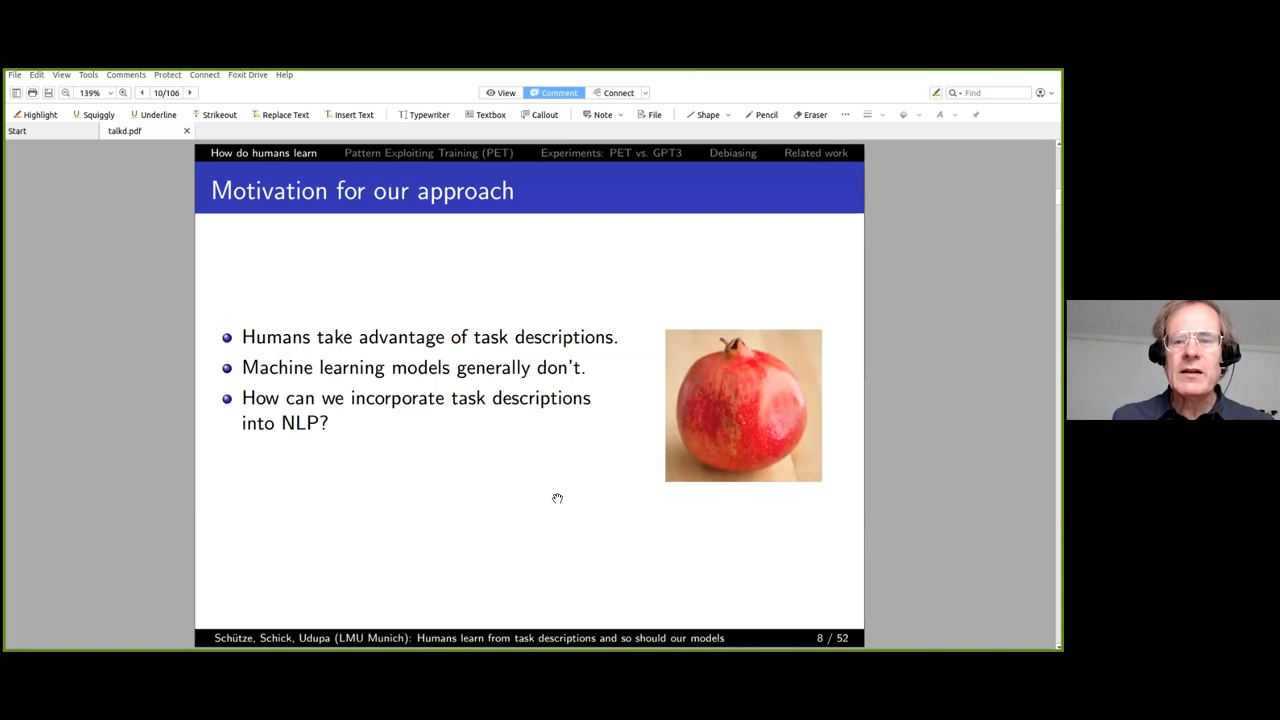 File Edit View Tools Comments Protect Connect Foxit Drive Help
139% 10/106 View Comment Connect Find
Highlight Squiggly Underline Strikeout Replace Text Insert Text Typewriter Textbox Callout Note File Shape Pencil Eraser
Start talkd.pdf
How do humans learn Pattern Exploiting Training (PET) Experiments: PET vs. GPT3 Debiasing Related work
Motivation for our approach
Humans take advantage of task descriptions.
Machine learning models generally don't.
How can we incorporate task descriptions
into NLP?
Schütze, Schick, Udupa (LMU Munich): Humans learn from task descriptions and so should our models 8 / 52